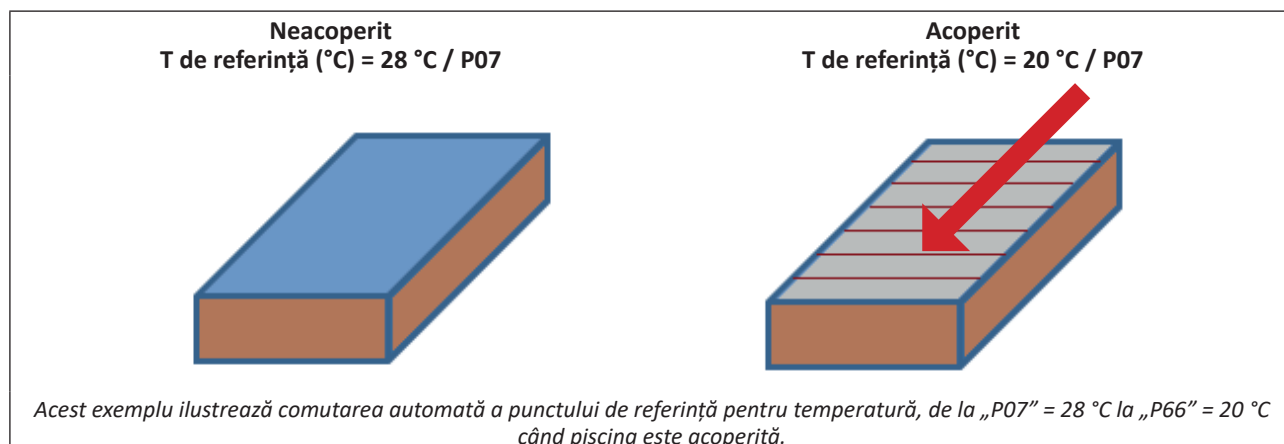 Neacoperit
T de referință (°C) = 28 °C / P07
Acoperit
T de referință (°C) = 20 °C / P07
Acest exemplu ilustrează comutarea automată a punctului de referință pentru temperatură, de la „P07” = 28 °C la „P66” = 20 °C
când piscina este acoperită.